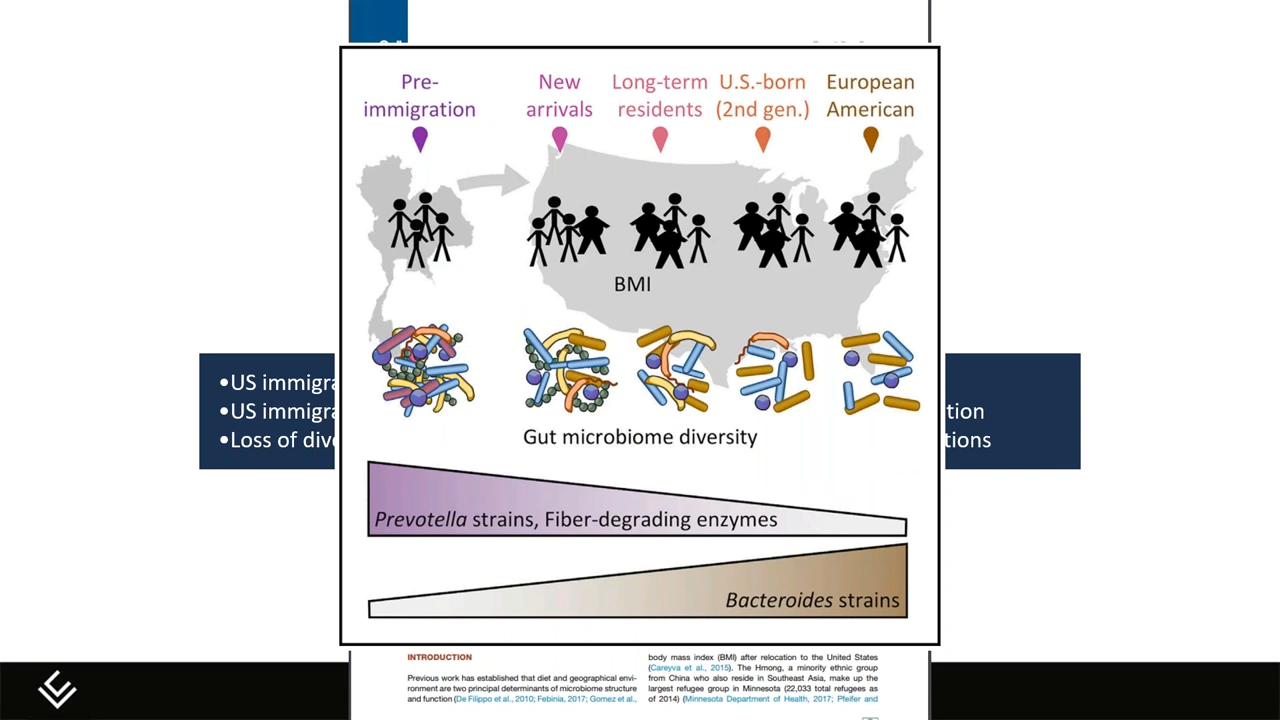 Pre-
immigration
New
arrivals
Long-term
residents
U.S.-born
(2nd gen.)
European
American
BMI
•US
•US
•Loss of
Gut microbiome diversity
Prevotella strains, Fiber-degrading enzymes
Bacteroides strains
INTRODUCTION
Previous work has established that diet and geographical envi-
ronment are two principal determinants of microbiome structure
and function (De Filippo et al., 2010; Febinia, 2017; Gomez et al.,
body mass index (BMI) after relocation to the United States
(Careyva et al., 2015). The Hmong, a minority ethnic group
from China who also reside in Southeast Asia, make up the
largest refugee group in Minnesota (22,033 total refugees as
of 2014) (Minnesota Department of Health, 2017; Pfeifer and